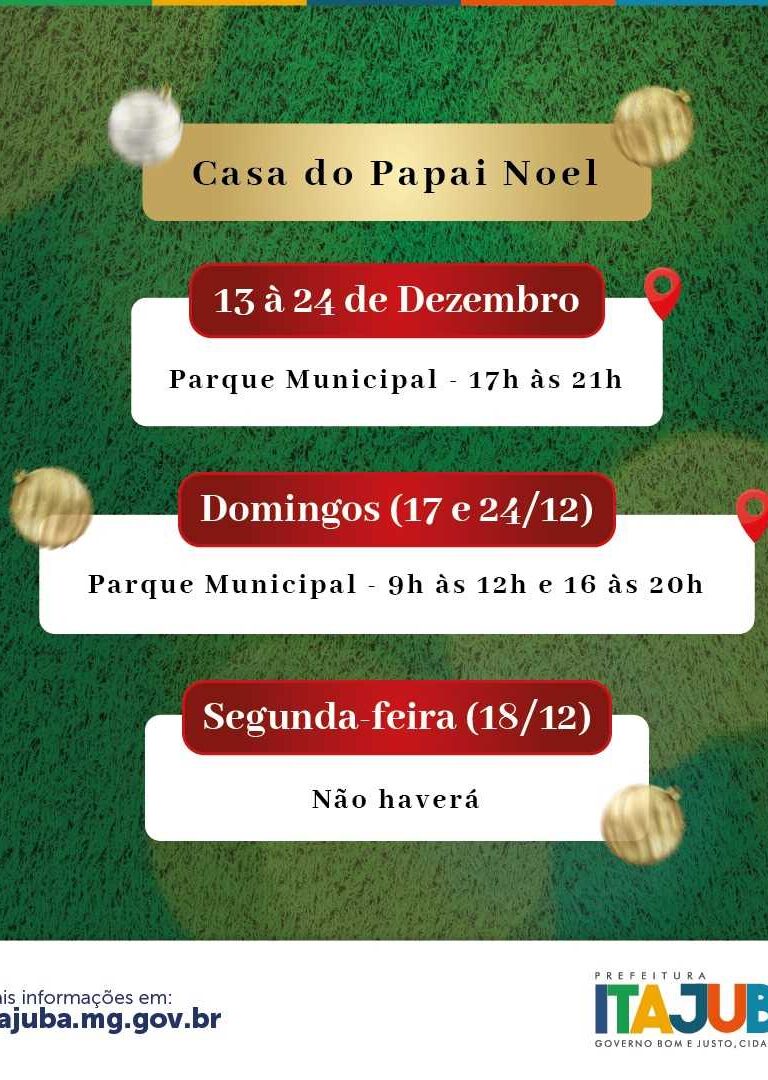 Casa do Papai Noel
13 à 24 de Dezembro
Parque Municipal - 17h às 21h
Domingos (17 e 24/12)
Parque Municipal - 9h às 12h e 16 às 20h
Segunda-feira (18/12)
Não haverá
ais informações em:
ajuba.mg.gov.br
PREFEITURA
ITAJUB
GOVERNO BOM E JUSTO, CIDA